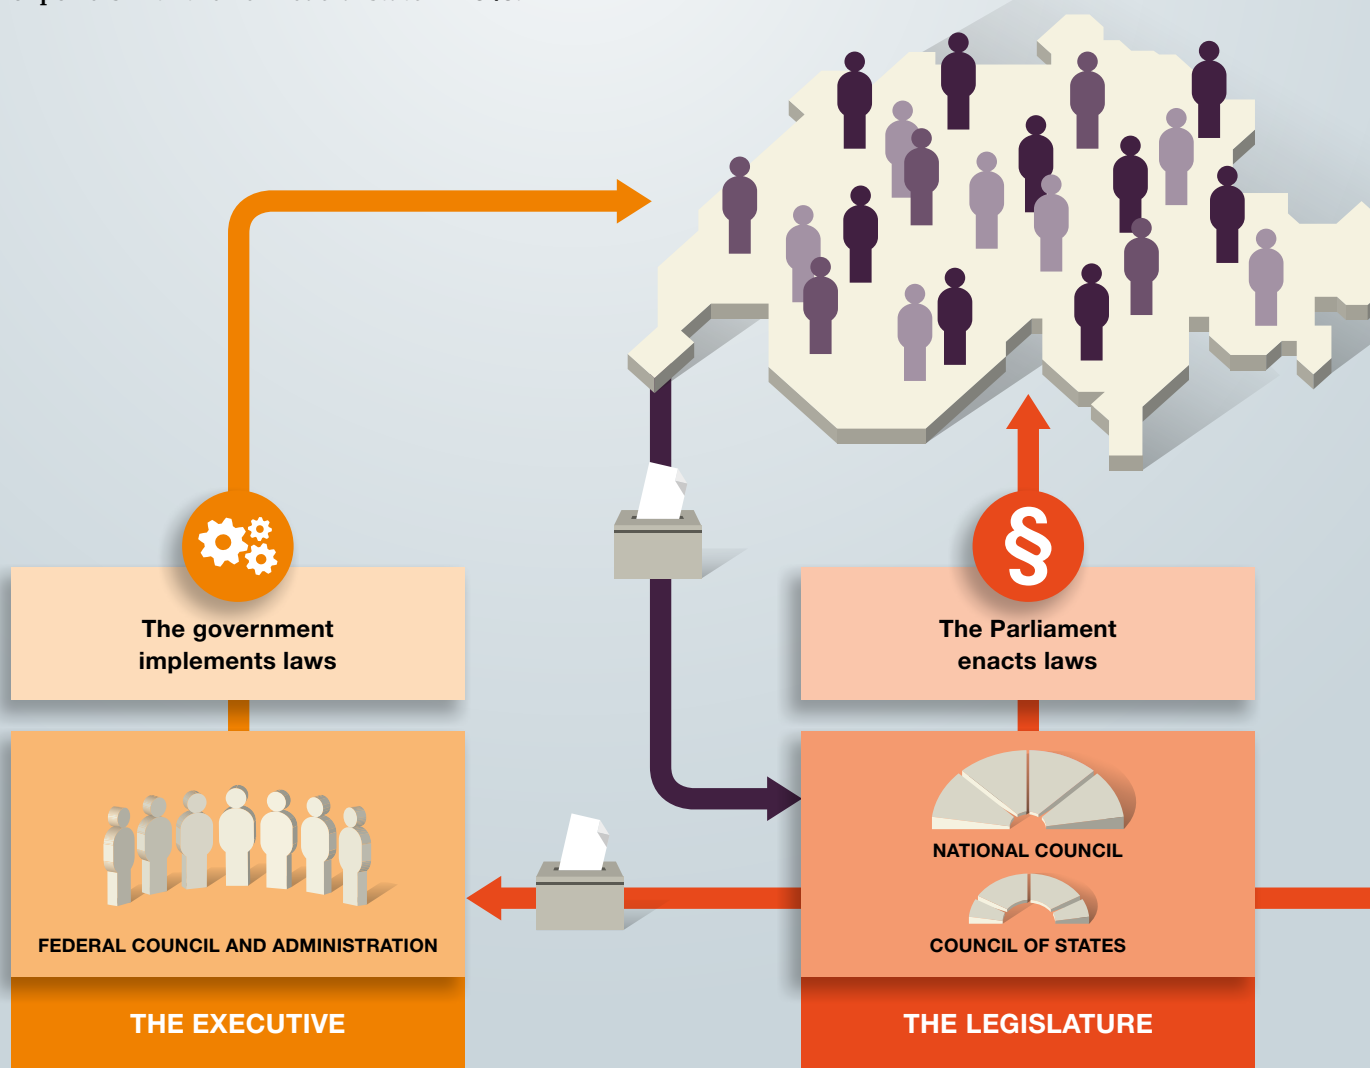 The government
implements laws
The Parliament
enacts laws
NATIONAL COUNCIL
COUNCIL OF STATES
FEDERAL COUNCIL AND ADMINISTRATION
THE EXECUTIVE
THE LEGISLATURE